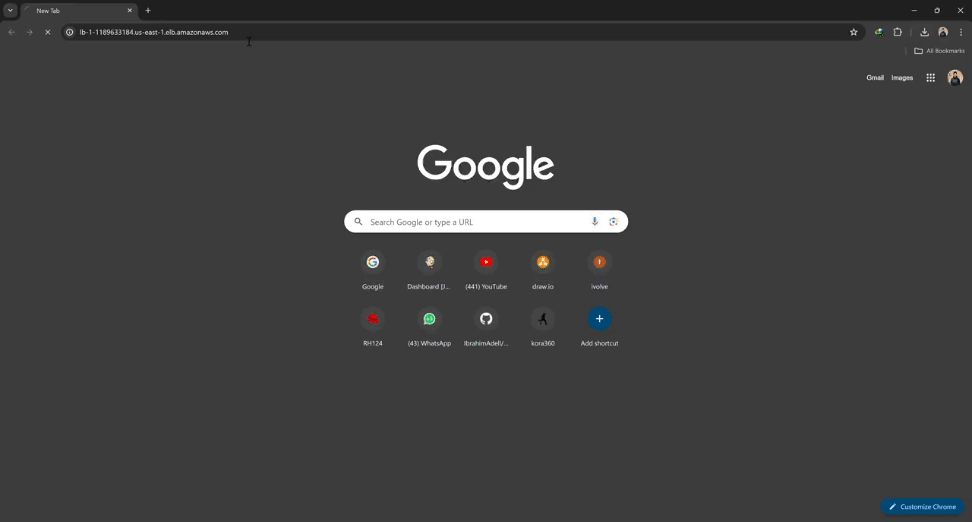 New Tab
lb-1-1189633184.us-east-1.elb.amazonaws.com
All Bookmarks
Gmail Images
Google
Search Google or type a URL
Google Dashboard [J... (441) YouTube draw.io ivolve
RH124 (43) WhatsApp IbrahimAdell/... kora360 Add shortcut
Customize Chrome